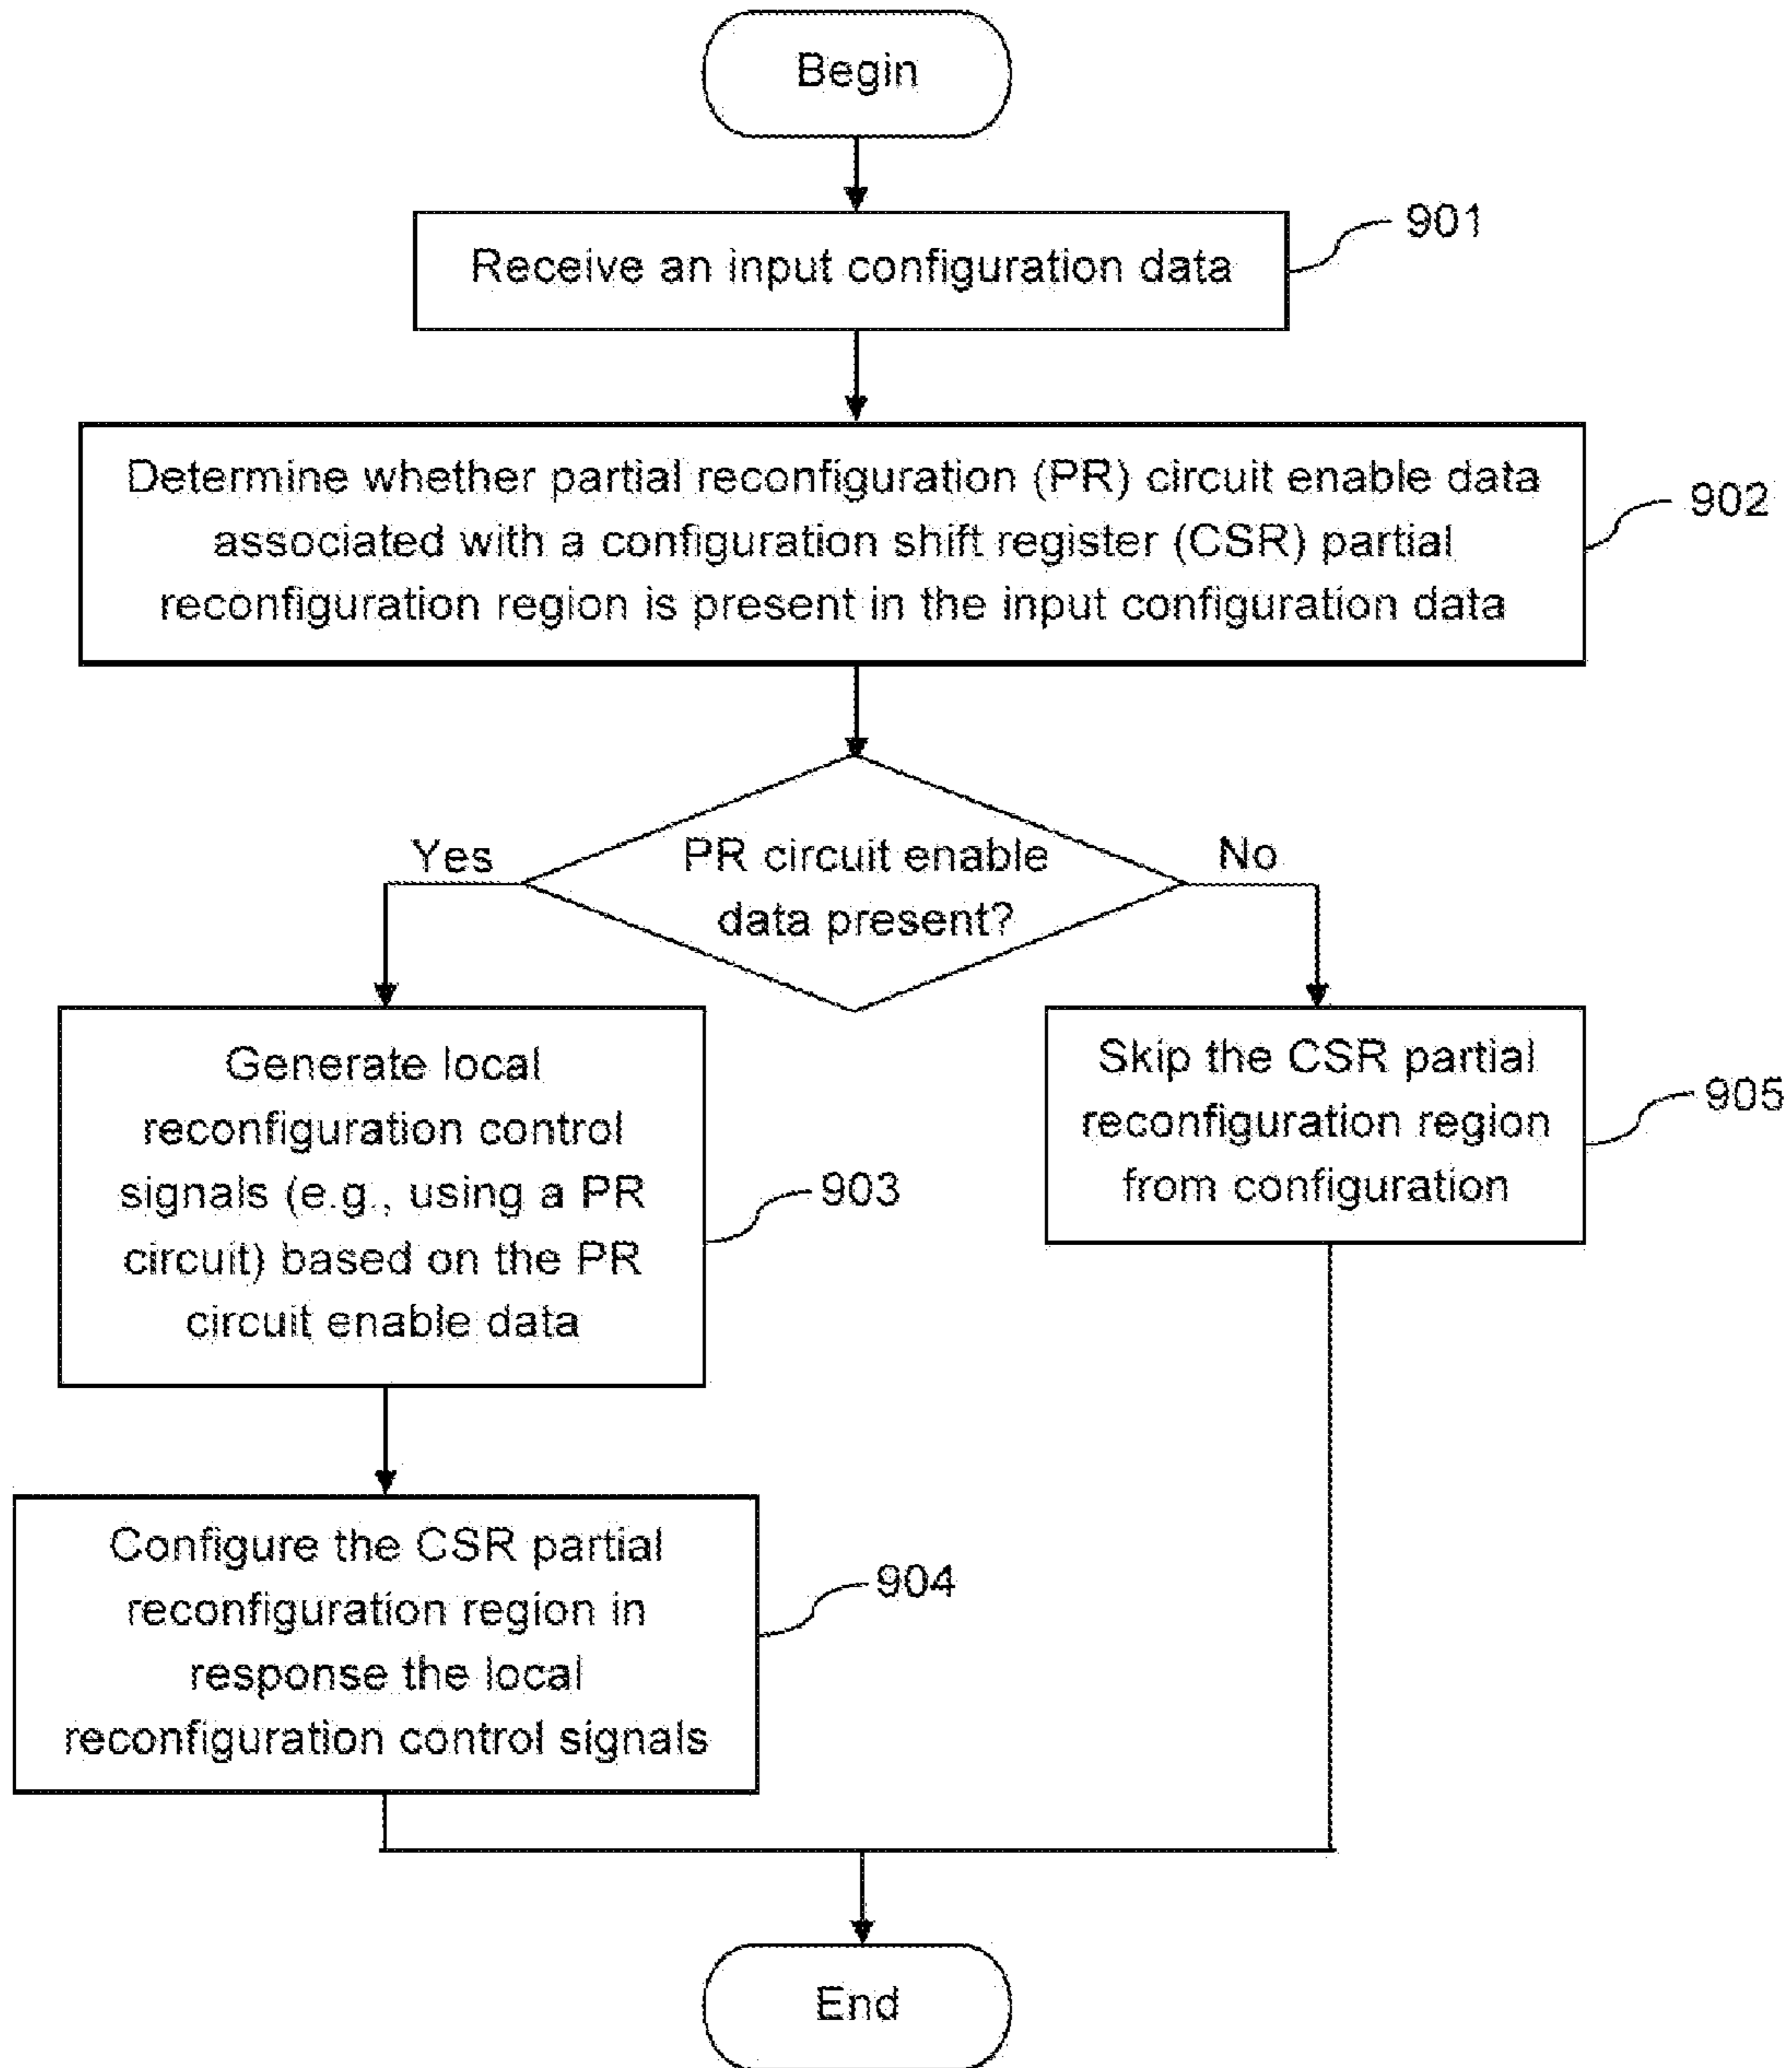 Begin
Receive an input configuration data
901
Determine whether partial reconfiguration (PR) circuit enable data
associated with a configuration shift register (CSR) partial
reconfiguration region is present in the input configuration data
902
PR circuit enable
data present?
Yes
No
Generate local
reconfiguration control
signals (e.g., using a PR
circuit) based on the PR
circuit enable data
903
Skip the CSR partial
reconfiguration region
from configuration
905
Configure the CSR partial
reconfiguration region in
response the local
reconfiguration control signals
904
End